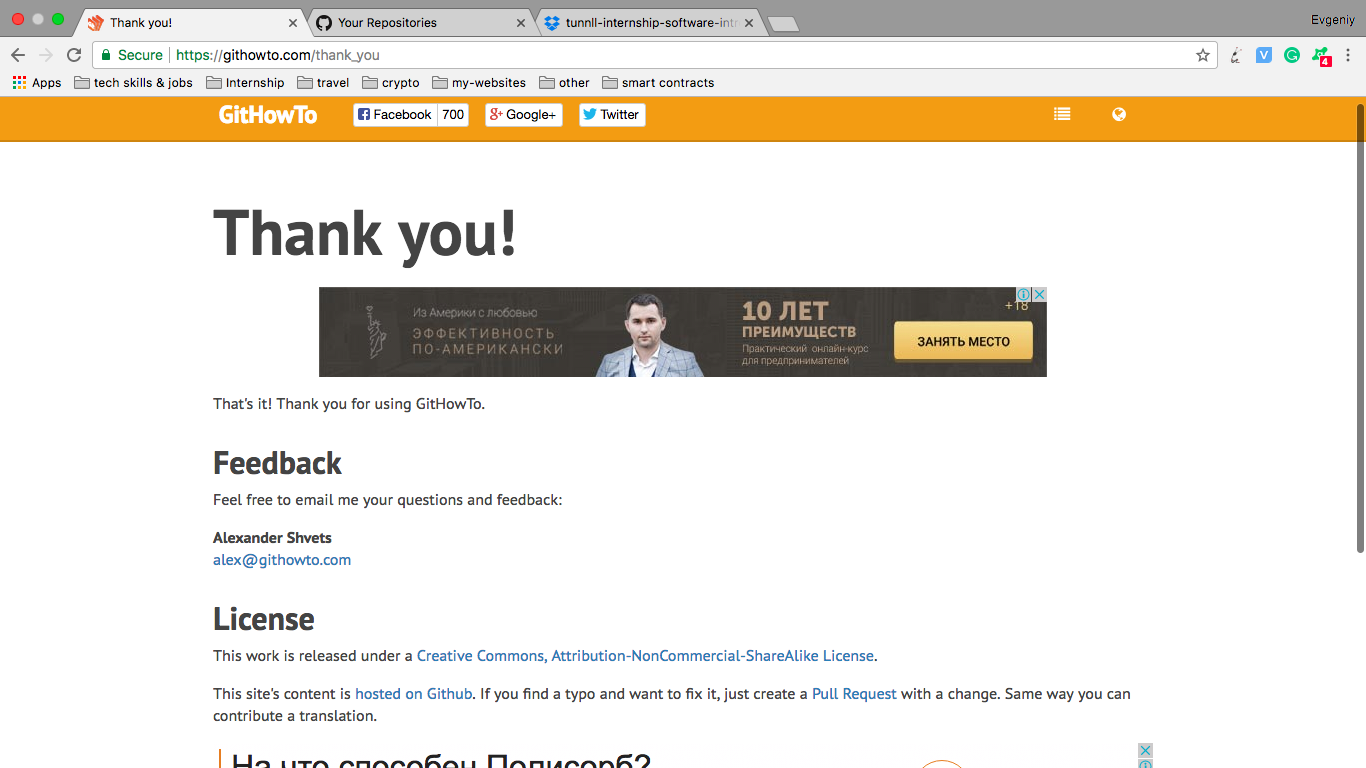 Thank you!
Your Repositories
tunnll-internship-software-intr
Evgeniy
Secure
https://githowto.com/thank_you
4
Apps
tech skills & jobs
Internship
travel
crypto
my-websites
other
smart contracts
GitHowTo
Facebook 700
Google+
Twitter
Thank you!
Из Америки с любовью
ЭФФЕКТИВНОСТЬ
ПО-АМЕРИКАНСКИ
10 ЛЕТ
ПРЕИМУЩЕСТВ
Практический онлайн-курс
для предпринимателей
+18
ЗАНЯТЬ МЕСТО
That's it! Thank you for using GitHowTo.
Feedback
Feel free to email me your questions and feedback:
Alexander Shvets
alex@githowto.com
License
This work is released under a Creative Commons, Attribution-NonCommercial-ShareAlike License.
This site's content is hosted on Github. If you find a typo and want to fix it, just create a Pull Request with a change. Same way you can
contribute a translation.
На что способен Полисорб?